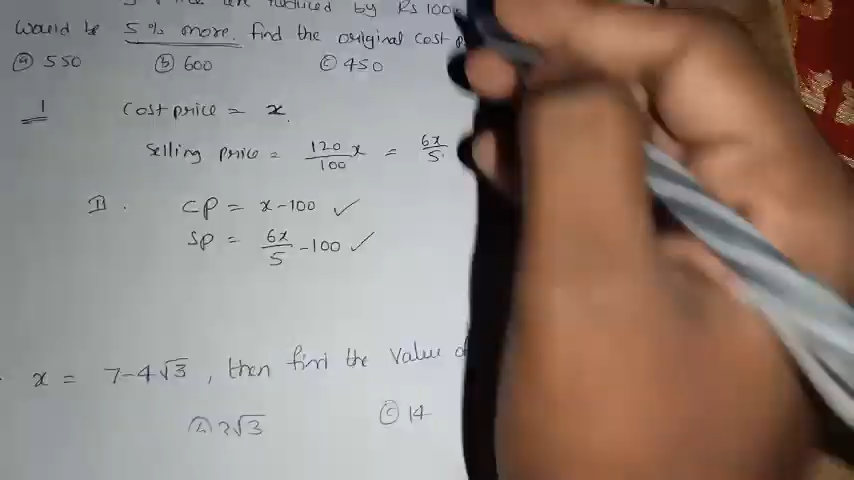 reduced by Rs 100
would be 5% more. find the original cost
ⓐ 550 ⓑ 600 ⓒ 450
1 Cost price = x.
Selling price = 120/100 x = 6x/5
II. CP = x-100 ✓
SP = 6x/5 -100 ✓
x = 7-4√3, then find the value of
2√3 ⓒ 14